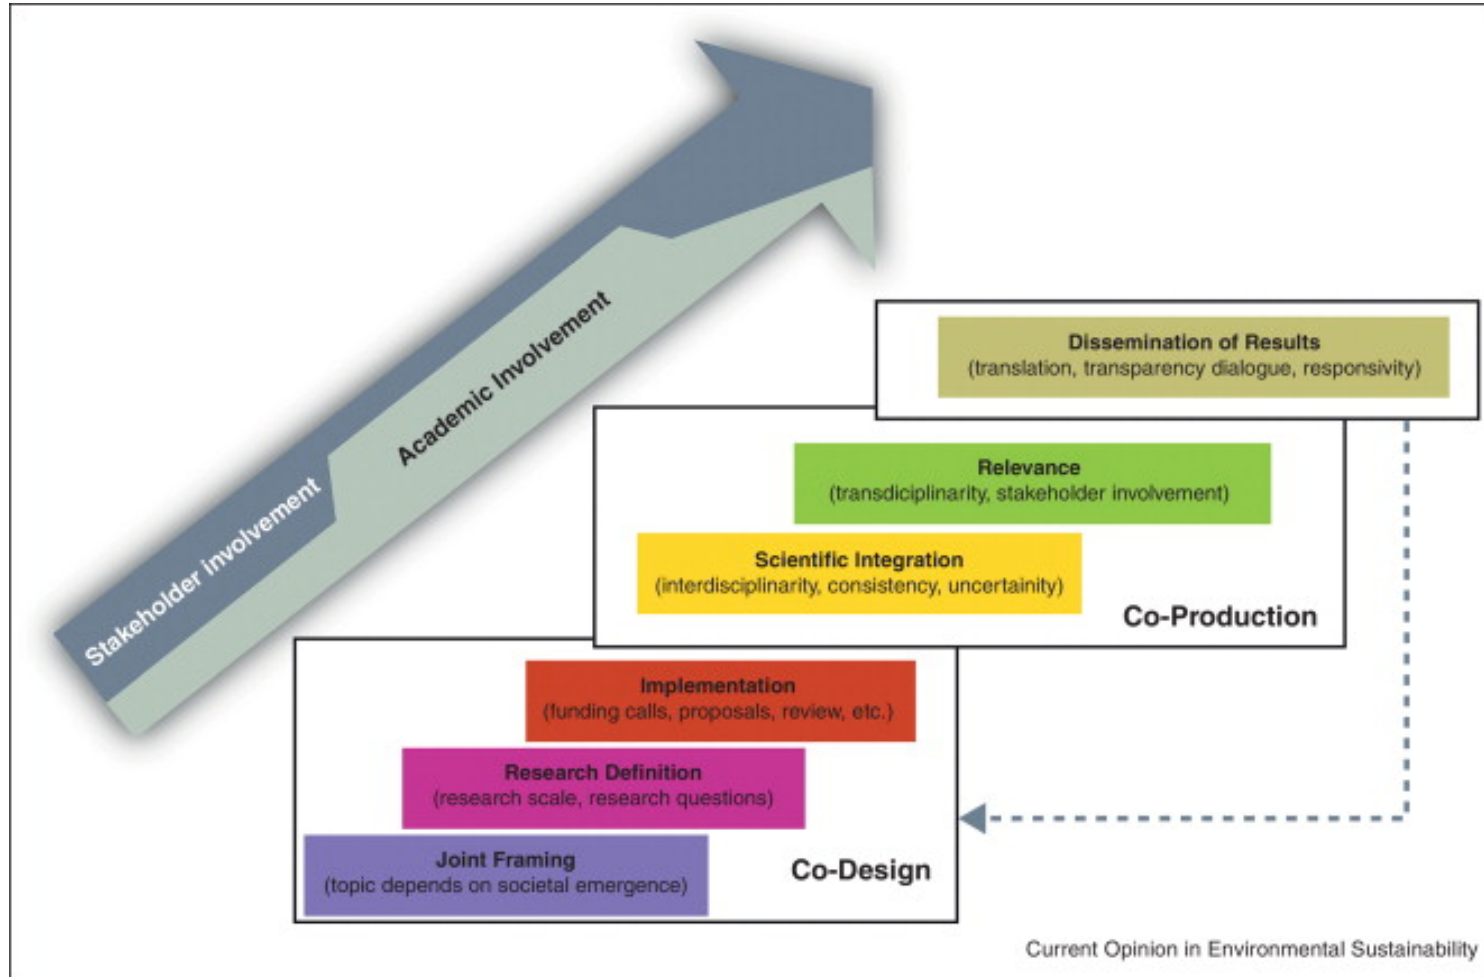 Stakeholder involvement
Academic Involvement
Dissemination of Results
(translation, transparency dialogue, responsivity)
Relevance
(transdiciplinarity, stakeholder involvement)
Scientific Integration
(interdisciplinarity, consistency, uncertainity)
Co-Production
Implementation
(funding calls, proposals, review, etc.)
Research Definition
(research scale, research questions)
Joint Framing
(topic depends on societal emergence)
Co-Design
Current Opinion in Environmental Sustainability